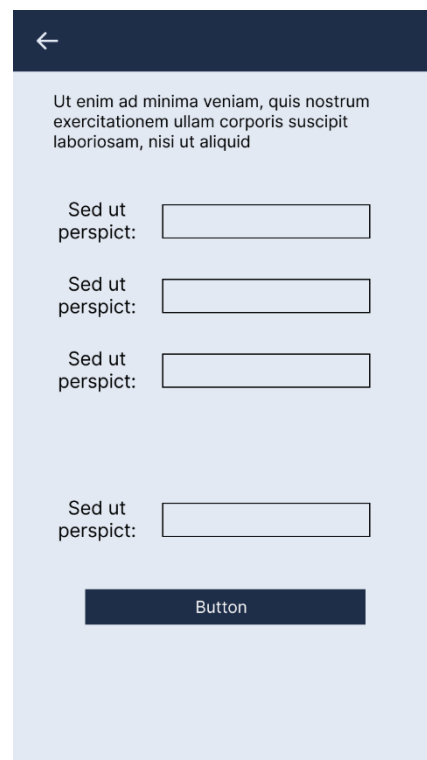 Ut enim ad minima veniam, quis nostrum
exercitationem ullam corporis suscipit
laboriosam, nisi ut aliquid
Sed ut
perspict:
Sed ut
perspict:
Sed ut
perspict:
Sed ut
perspict:
Button